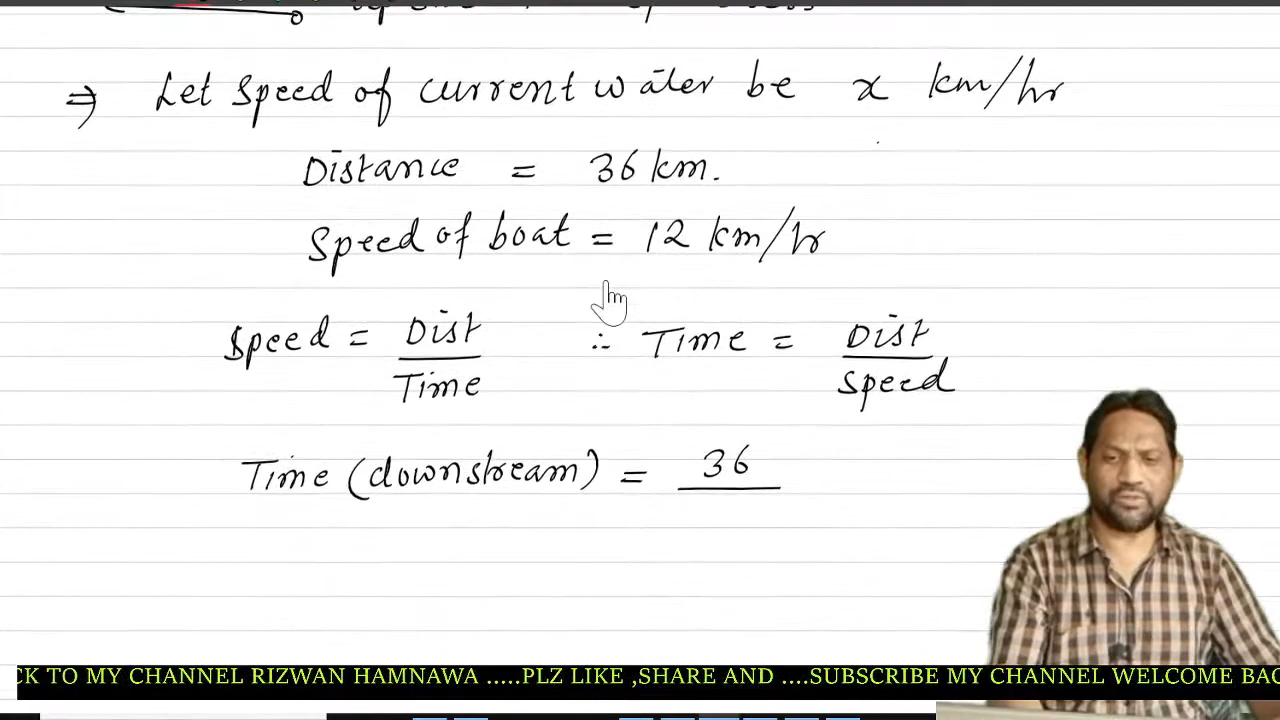 ⇒ Let speed of current water be x km/hr
Distance = 36 km.
Speed of boat = 12 km/hr
Speed = Dist / Time ∴ Time = Dist / Speed
Time (downstream) = 36
CK TO MY CHANNEL RIZWAN HAMNAWA .....PLZ LIKE ,SHARE AND ....SUBSCRIBE MY CHANNEL WELCOME BAC